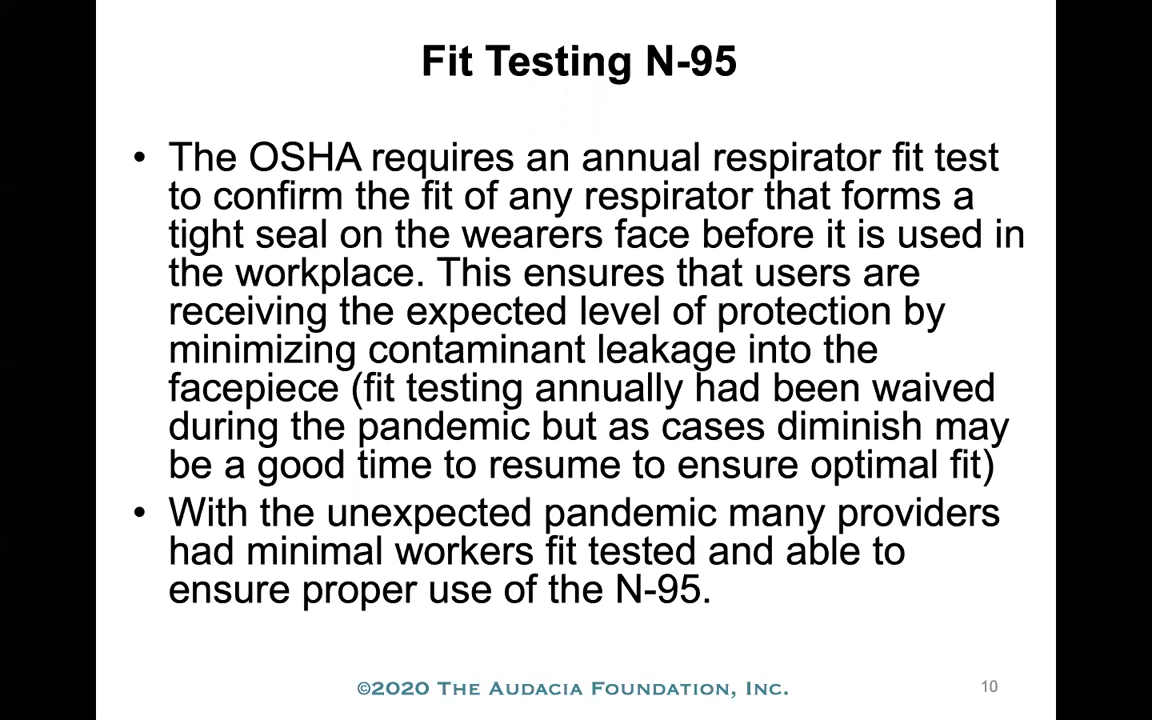 Fit Testing N-95
• The OSHA requires an annual respirator fit test
to confirm the fit of any respirator that forms a
tight seal on the wearers face before it is used in
the workplace. This ensures that users are
receiving the expected level of protection by
minimizing contaminant leakage into the
facepiece (fit testing annually had been waived
during the pandemic but as cases diminish may
be a good time to resume to ensure optimal fit)
• With the unexpected pandemic many providers
had minimal workers fit tested and able to
ensure proper use of the N-95.
©2020 The Audacia Foundation, Inc.
10